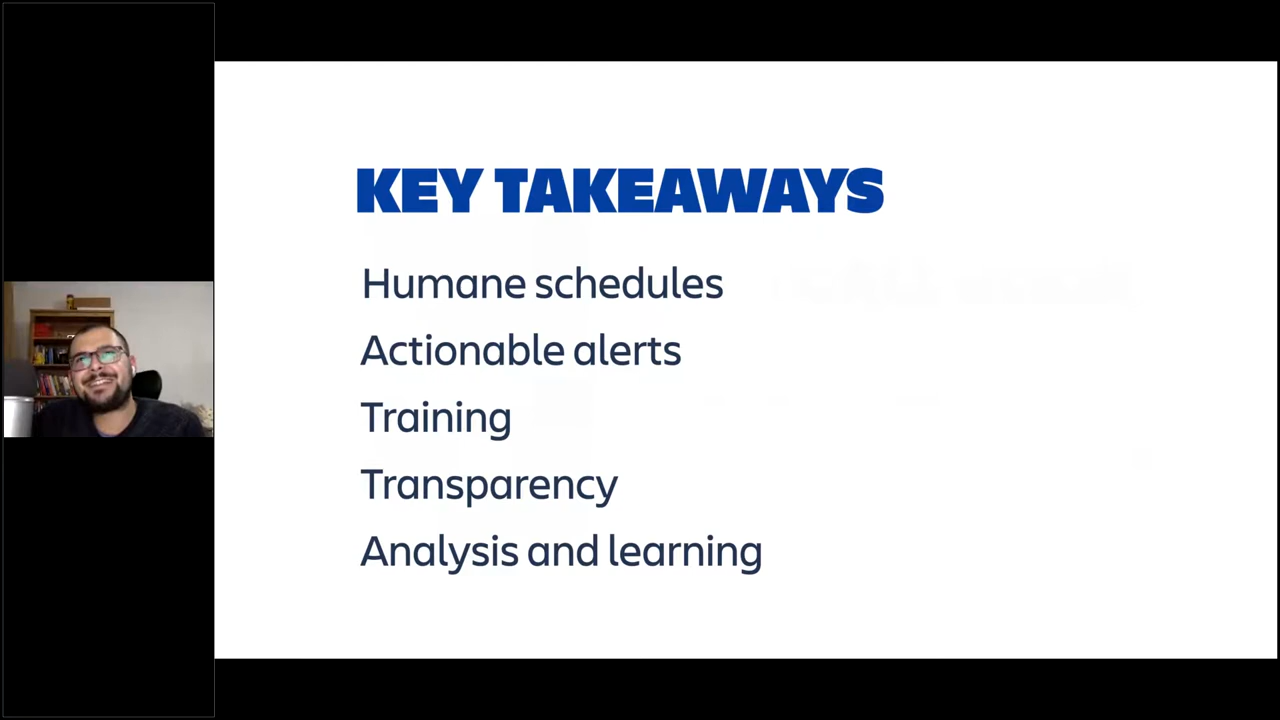 KEY TAKEAWAYS
Humane schedules
Actionable alerts
Training
Transparency
Analysis and learning